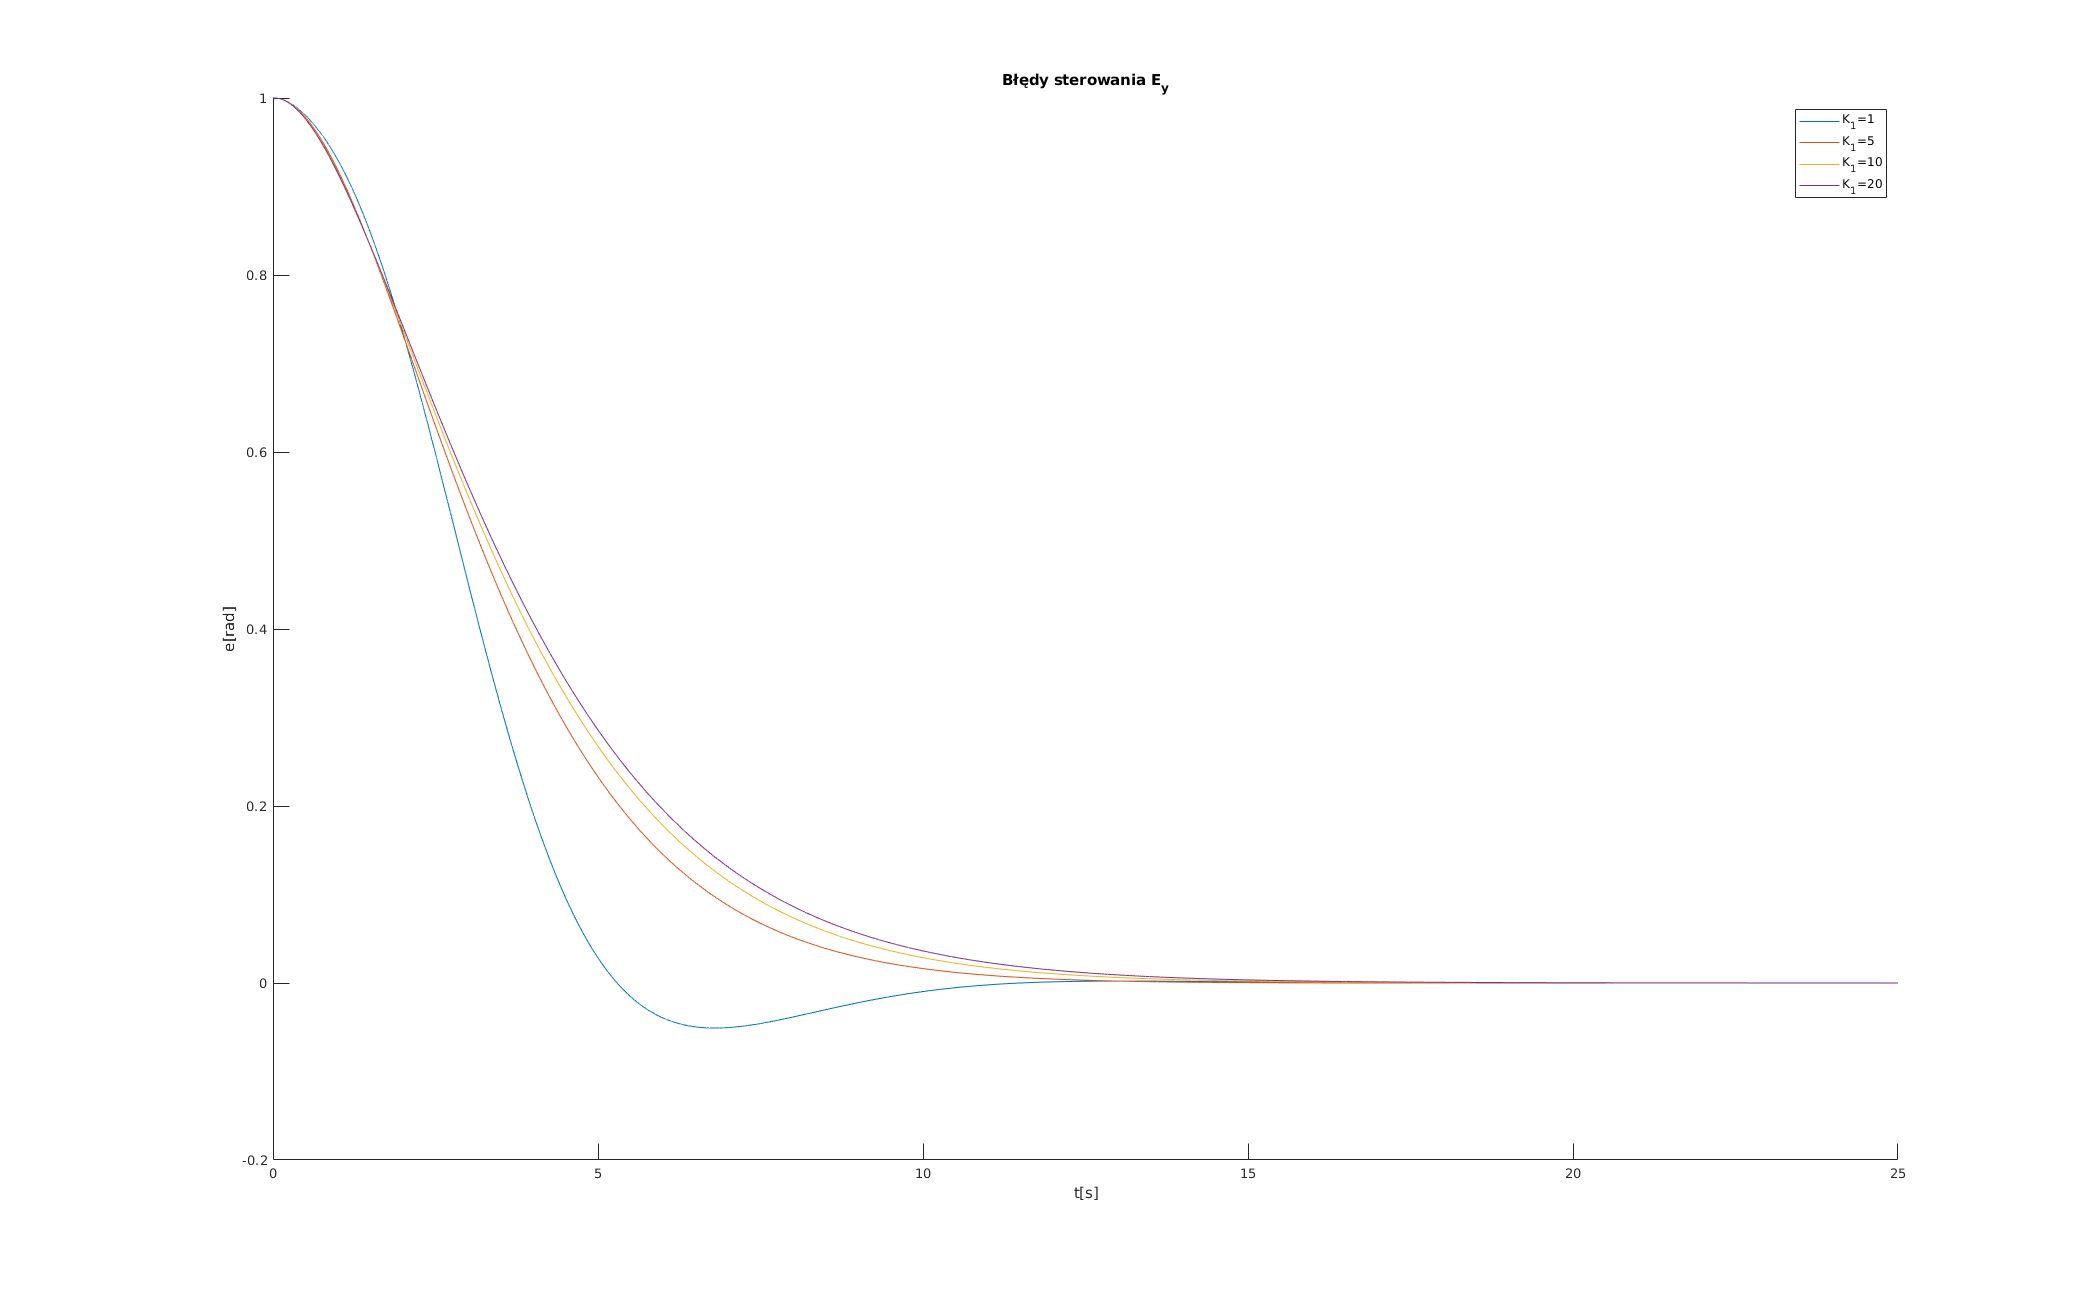 Błędy sterowania E_y
K_1=1
K_1=5
K_1=10
K_1=20
1
0.8
0.6
0.4
0.2
0
-0.2
e[rad]
0 5 10 15 20 25
t[s]